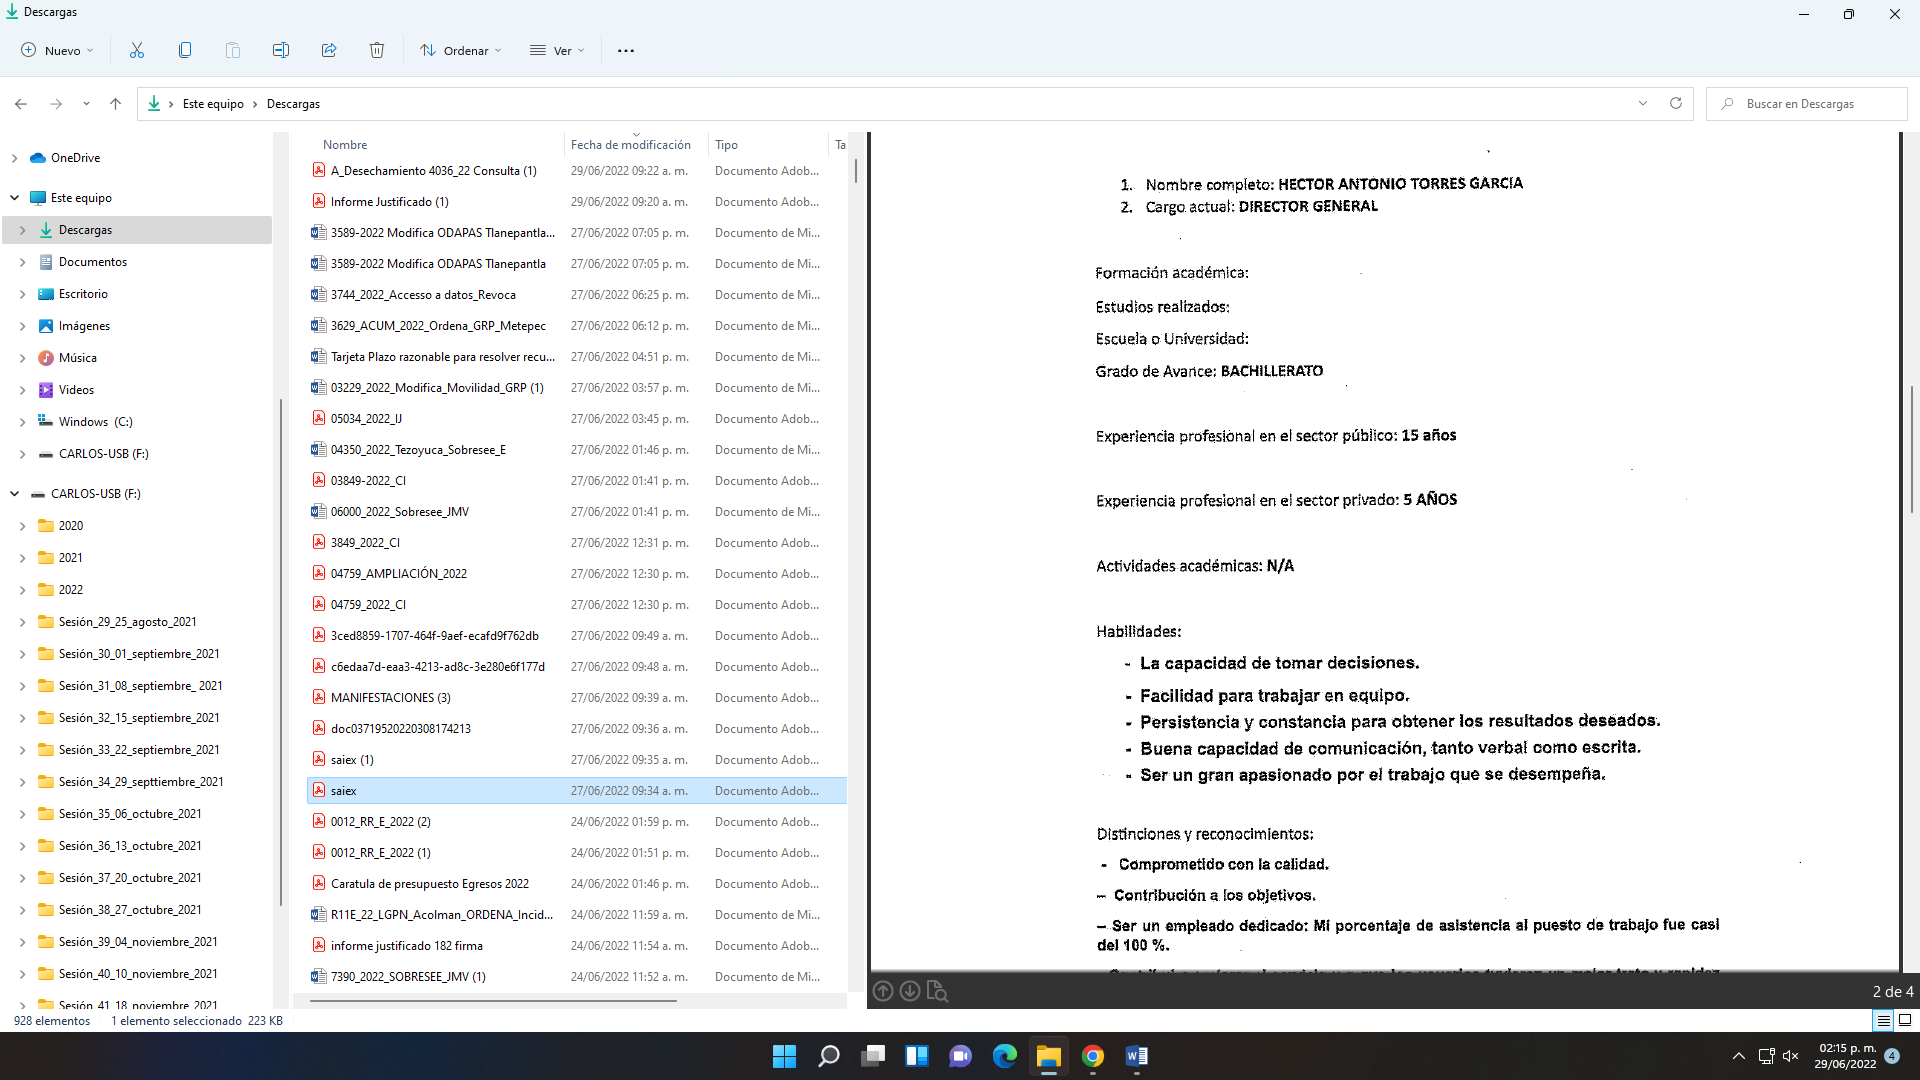 Descargas
Nuevo
Ordenar
Ver
Este equipo > Descargas
Buscar en Descargas
OneDrive
Este equipo
Descargas
Documentos
Escritorio
Imágenes
Música
Videos
Windows (C:)
CARLOS-USB (F:)
CARLOS-USB (F:)
2020
2021
2022
Sesión_29_25_agosto_2021
Sesión_30_01_septiembre_2021
Sesión_31_08_septiembre_ 2021
Sesión_32_15_septiembre_2021
Sesión_33_22_septiembre_2021
Sesión_34_29_septtiembre_2021
Sesión_35_06_octubre_2021
Sesión_36_13_octubre_2021
Sesión_37_20_octubre_2021
Sesión_38_27_octubre_2021
Sesión_39_04_noviembre_2021
Sesión_40_10_noviembre_2021
Sesión_41_18_noviembre_2021
Nombre Fecha de modificación Tipo Ta
A_Desechamiento 4036_22 Consulta (1) 29/06/2022 09:22 a. m. Documento Adob...
Informe Justificado (1) 29/06/2022 09:20 a. m. Documento Adob...
3589-2022 Modifica ODAPAS Tlanepantla... 27/06/2022 07:05 p. m. Documento de Mi...
3589-2022 Modifica ODAPAS Tlanepantla 27/06/2022 07:05 p. m. Documento de Mi...
3744_2022_Accesso a datos_Revoca 27/06/2022 06:25 p. m. Documento de Mi...
3629_ACUM_2022_Ordena_GRP_Metepec 27/06/2022 06:12 p. m. Documento de Mi...
Tarjeta Plazo razonable para resolver recu... 27/06/2022 04:51 p. m. Documento de Mi...
03229_2022_Modifica_Movilidad_GRP (1) 27/06/2022 03:57 p. m. Documento de Mi...
05034_2022_IJ 27/06/2022 03:45 p. m. Documento Adob...
04350_2022_Tezoyuca_Sobresee_E 27/06/2022 01:46 p. m. Documento de Mi...
03849-2022_CI 27/06/2022 01:41 p. m. Documento Adob...
06000_2022_Sobresee_JMV 27/06/2022 01:41 p. m. Documento de Mi...
3849_2022_CI 27/06/2022 12:31 p. m. Documento Adob...
04759_AMPLIACIÓN_2022 27/06/2022 12:30 p. m. Documento Adob...
04759_2022_CI 27/06/2022 12:30 p. m. Documento Adob...
3ced8859-1707-464f-9aef-ecafd9f762db 27/06/2022 09:49 a. m. Documento Adob...
c6edaa7d-eaa3-4213-ad8c-3e280e6f177d 27/06/2022 09:48 a. m. Documento Adob...
MANIFESTACIONES (3) 27/06/2022 09:39 a. m. Documento Adob...
doc03719520220308174213 27/06/2022 09:36 a. m. Documento Adob...
saiex (1) 27/06/2022 09:35 a. m. Documento Adob...
saiex 27/06/2022 09:34 a. m. Documento Adob...
0012_RR_E_2022 (2) 24/06/2022 01:59 p. m. Documento Adob...
0012_RR_E_2022 (1) 24/06/2022 01:51 p. m. Documento Adob...
Caratula de presupuesto Egresos 2022 24/06/2022 01:46 p. m. Documento Adob...
R11E_22_LGPN_Acolman_ORDENA_Incid... 24/06/2022 11:59 a. m. Documento de Mi...
informe justificado 182 firma 24/06/2022 11:54 a. m. Documento Adob...
7390_2022_SOBRESEE_JMV (1) 24/06/2022 11:52 a. m. Documento de Mi...
1. Nombre completo: HECTOR ANTONIO TORRES GARCIA
2. Cargo actual: DIRECTOR GENERAL
Formación académica:
Estudios realizados:
Escuela o Universidad:
Grado de Avance: BACHILLERATO
Experiencia profesional en el sector público: 15 años
Experiencia profesional en el sector privado: 5 AÑOS
Actividades académicas: N/A
Habilidades:
- La capacidad de tomar decisiones.
- Facilidad para trabajar en equipo.
- Persistencia y constancia para obtener los resultados deseados.
- Buena capacidad de comunicación, tanto verbal como escrita.
- Ser un gran apasionado por el trabajo que se desempeña.
Distinciones y reconocimientos:
- Comprometido con la calidad.
– Contribución a los objetivos.
– Ser un empleado dedicado: Mi porcentaje de asistencia al puesto de trabajo fue casi
del 100 %.
2 de 4
928 elementos 1 elemento seleccionado 223 KB
02:15 p. m.
29/06/2022
4